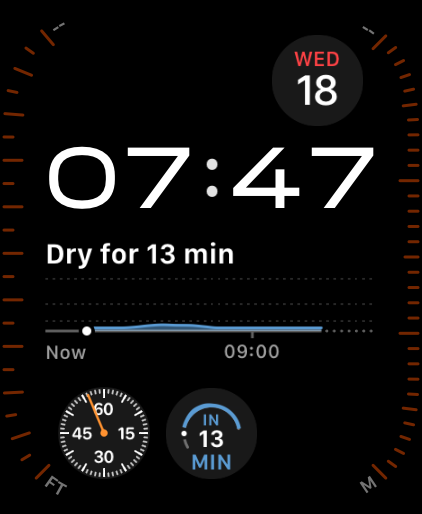 --
--
WED
18
07:47
Dry for 13 min
Now
09:00
60
45 15
30
IN
13
MIN
FT
M